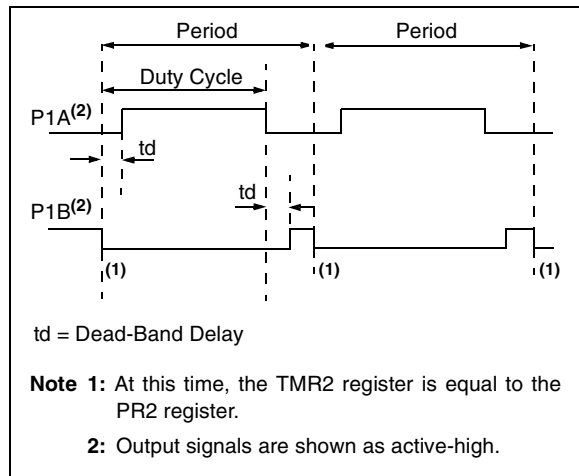 Period Period
Duty Cycle
P1A(2)
td
td
P1B(2)
(1) (1) (1)
td = Dead-Band Delay
Note 1: At this time, the TMR2 register is equal to the
PR2 register.
2: Output signals are shown as active-high.